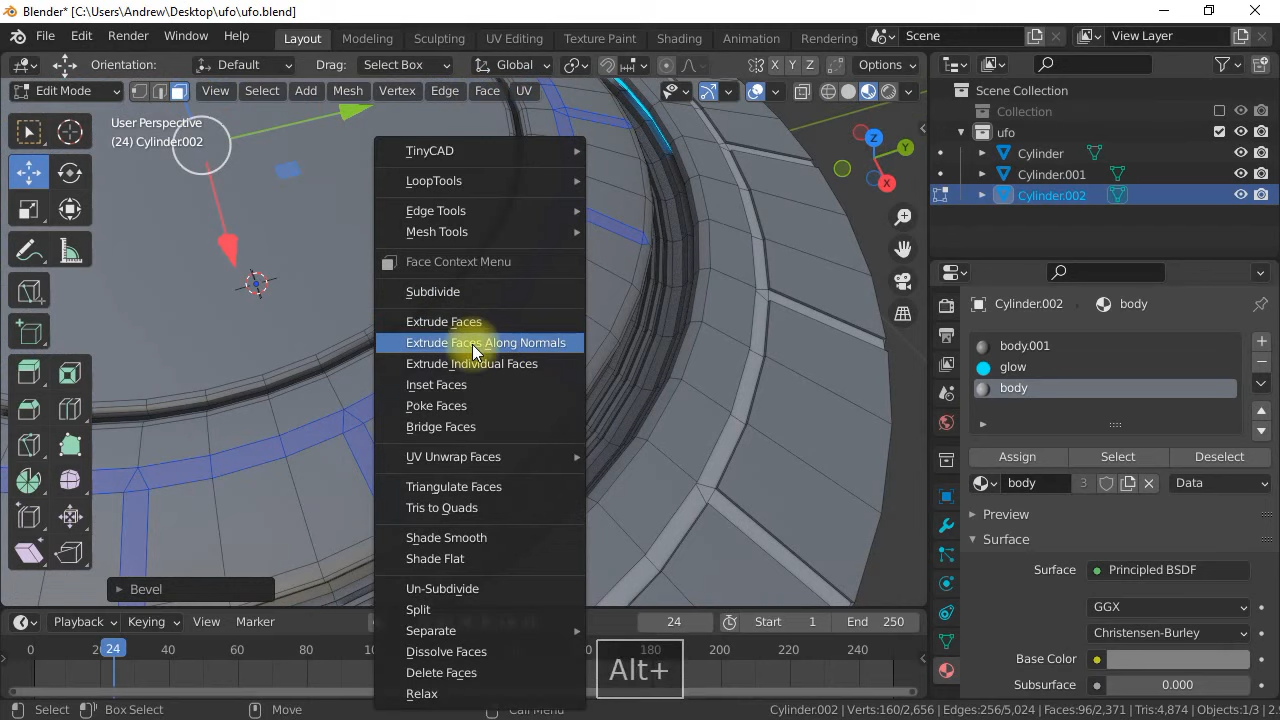 Blender* [C:\Users\Andrew\Desktop\ufo\ufo.blend]
File Edit Render Window Help Layout Modeling Sculpting UV Editing Texture Paint Shading Animation Rendering Scene View Layer
Orientation: Default Drag: Select Box Global X Y Z Options
Edit Mode View Select Add Mesh Vertex Edge Face UV
User Perspective
(24) Cylinder.002
Z
Y
X
TinyCAD
LoopTools
Edge Tools
Mesh Tools
Face Context Menu
Subdivide
Extrude Faces
Extrude Faces Along Normals
Extrude Individual Faces
Inset Faces
Poke Faces
Bridge Faces
UV Unwrap Faces
Triangulate Faces
Tris to Quads
Shade Smooth
Shade Flat
Un-Subdivide
Split
Separate
Dissolve Faces
Delete Faces
Relax
Bevel
Scene Collection
Collection
ufo
Cylinder
Cylinder.001
Cylinder.002
Cylinder.002 body
body.001
glow
body
Assign Select Deselect
body 3 Data
Preview
Surface
Surface Principled BSDF
GGX
Christensen-Burley
Base Color
Subsurface 0.000
Playback Keying View Marker 24 Start 1 End 250
0 24 50 200 250
Alt+
Select Box Select Move Call Menu Cylinder.002 | Verts:160/2,656 | Edges:256/5,024 | Faces:96/2,371 | Tris:4,874 | Objects:1/3 | 2.9